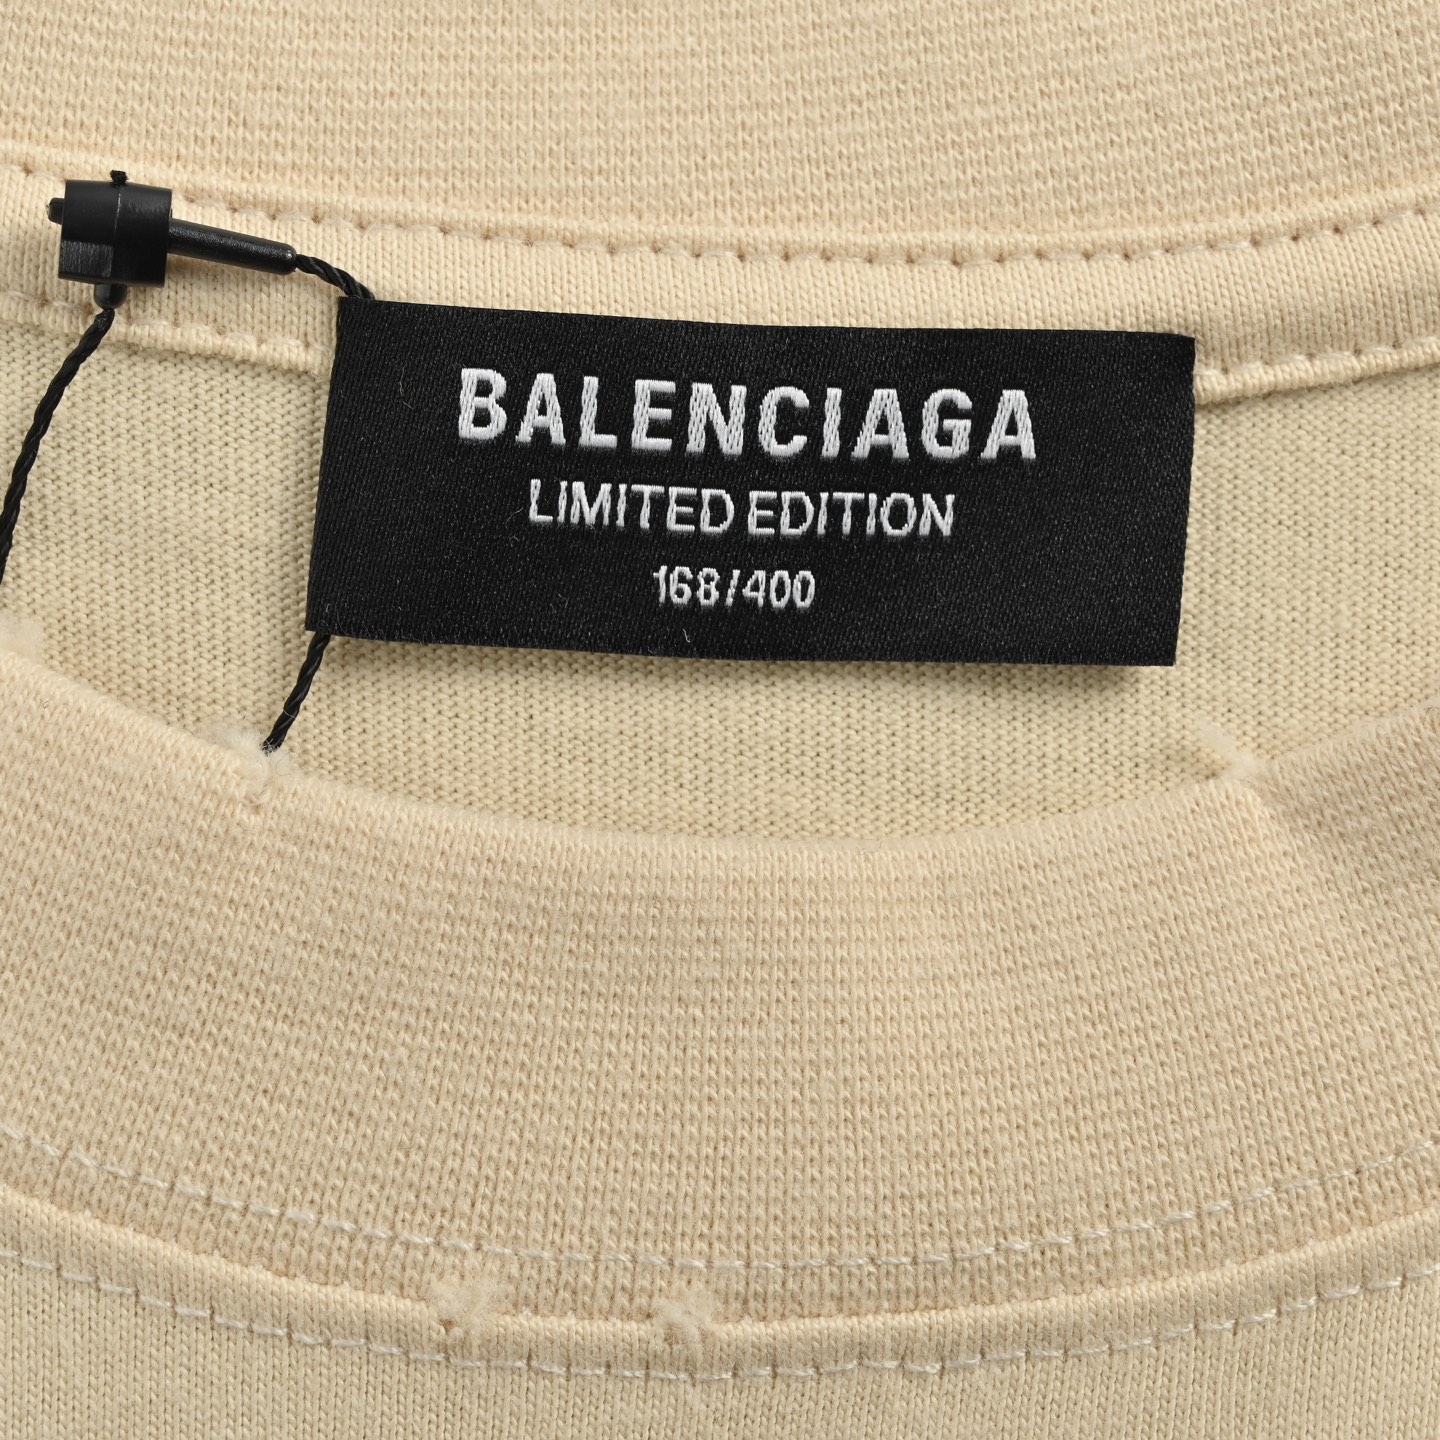 BALENCIAGA
LIMITED EDITION
168/400